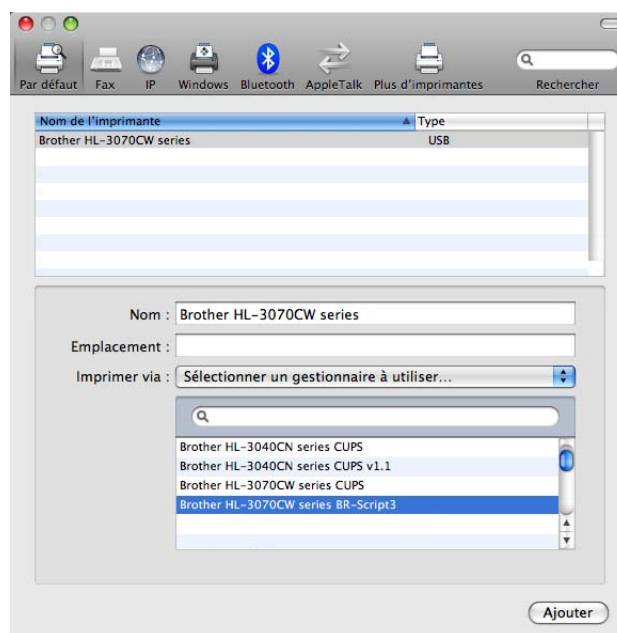 Par défaut Fax IP Windows Bluetooth AppleTalk Plus d'imprimantes Rechercher
Nom de l'imprimante Type
Brother HL-3070CW series USB
Nom : Brother HL-3070CW series
Emplacement :
Imprimer via : Sélectionner un gestionnaire à utiliser...
Brother HL-3040CN series CUPS
Brother HL-3040CN series CUPS v1.1
Brother HL-3070CW series CUPS
Brother HL-3070CW series BR-Script3
Ajouter